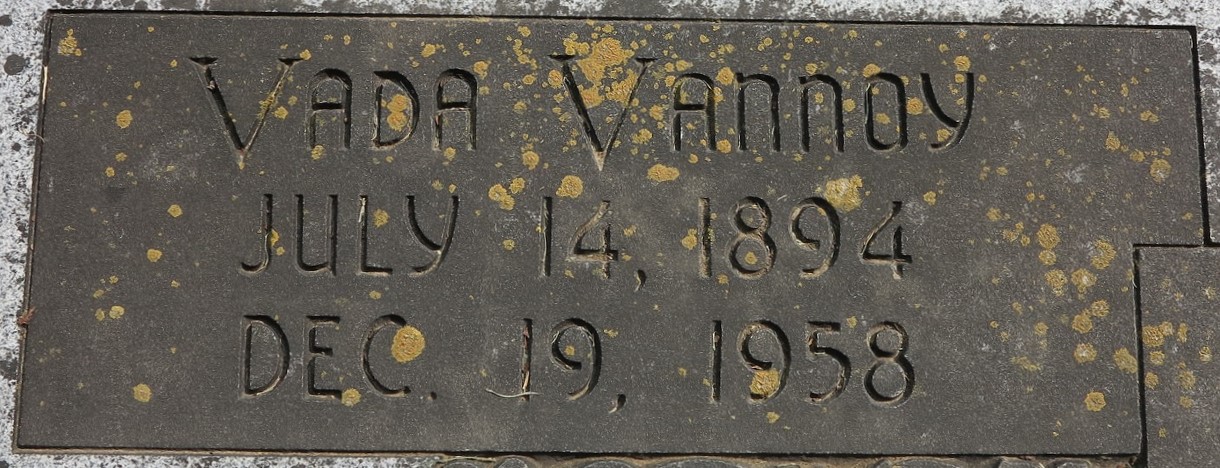 VADA VANNOY
JULY 14, 1894
DEC. 19, 1958